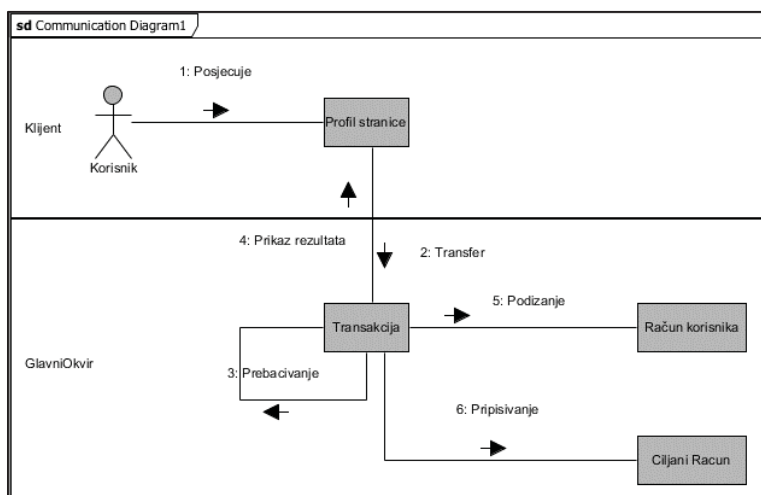 sd Communication Diagram1
1: Posjecuje
Klijent
Korisnik
Profil stranice
4: Prikaz rezultata
2: Transfer
5: Podizanje
Transakcija
Račun korisnika
GlavniOkvir
3: Prebacivanje
6: Pripisivanje
Ciljani Racun